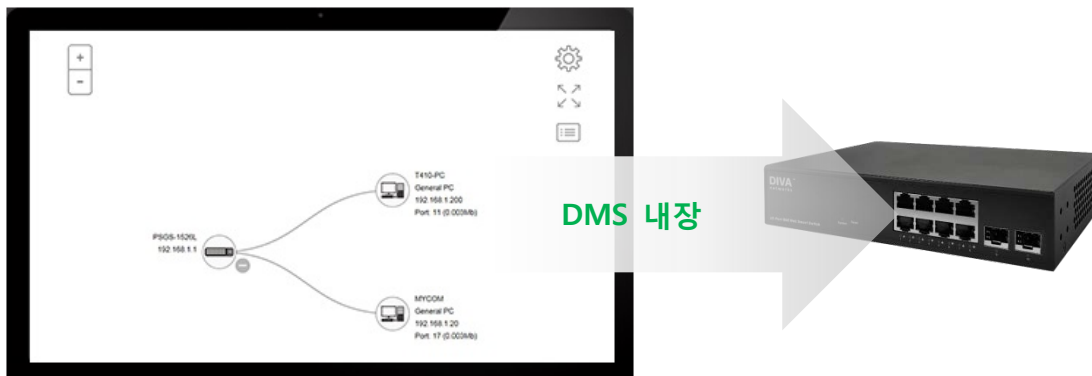 +
-
T410-PC
General PC
192.168.1.200
Port: 11 (0.003Mb)
PSGS-1526L
192.168.1.1
DMS 내장
MYCOM
General PC
192.168.1.20
Port: 17 (0.003Mb)
DIVA